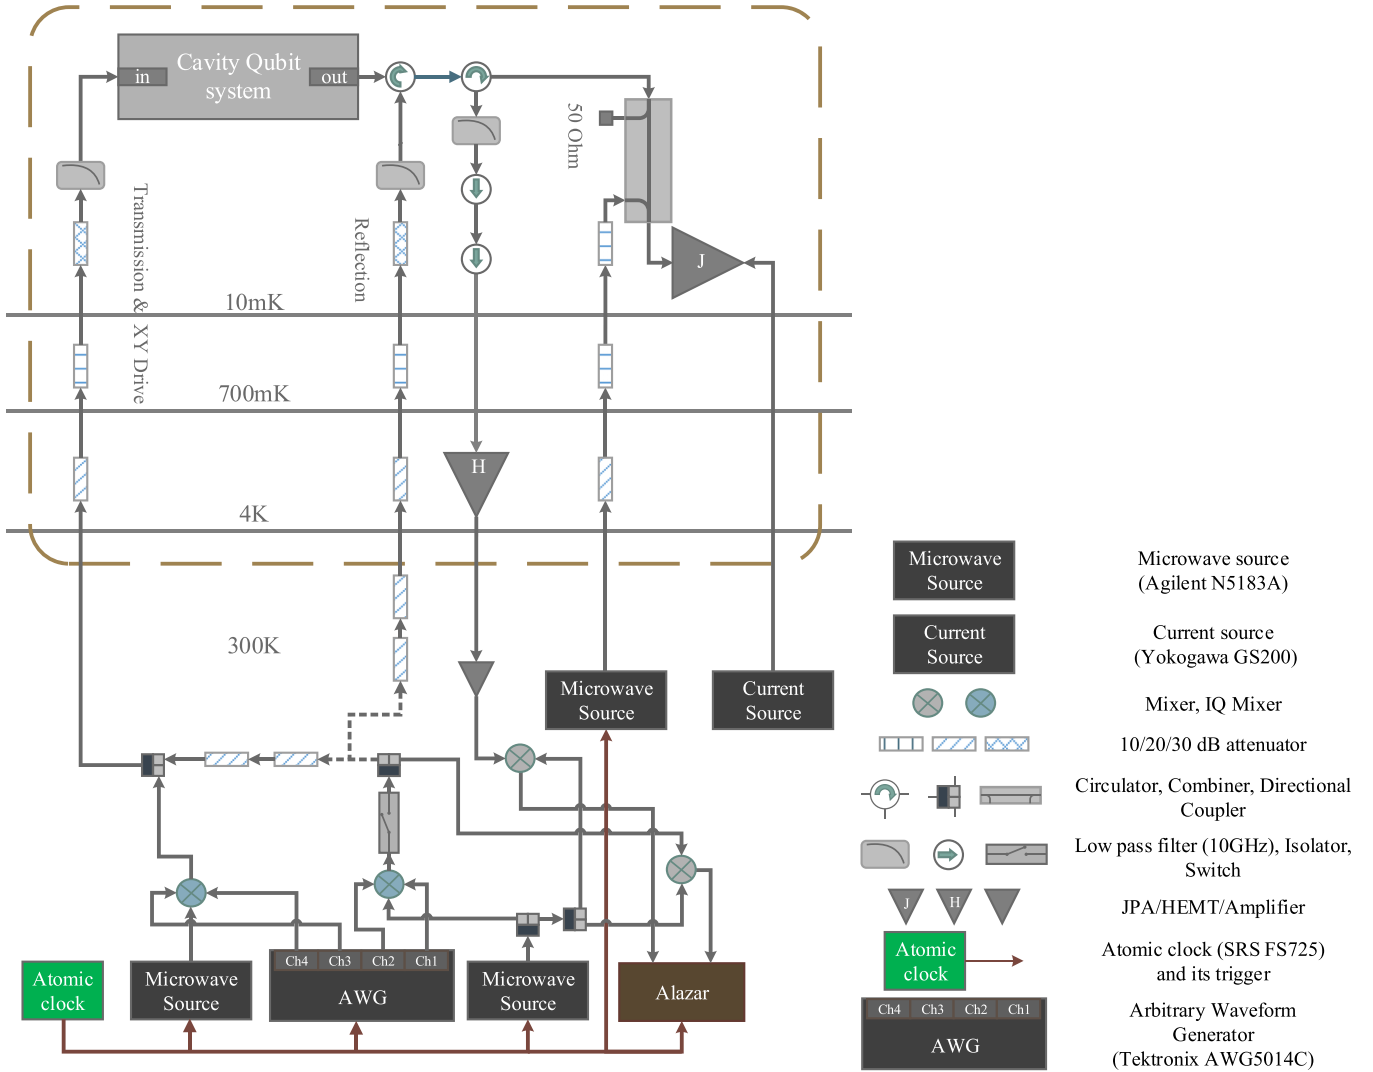 Cavity Qubit
system
in
out
50 Ohm
Transmission & XY Drive
Reflection
J
10mK
700mK
H
4K
300K
Microwave
Source
Current
Source
Atomic
clock
Microwave
Source
Ch4
Ch3
Ch2
Ch1
AWG
Microwave
Source
Alazar
Microwave
Source
Microwave source
(Agilent N5183A)
Current
Source
Current source
(Yokogawa GS200)
Mixer, IQ Mixer
10/20/30 dB attenuator
Circulator, Combiner, Directional
Coupler
Low pass filter (10GHz), Isolator,
Switch
J
H
JPA/HEMT/Amplifier
Atomic
clock
Atomic clock (SRS FS725)
and its trigger
Ch4
Ch3
Ch2
Ch1
AWG
Arbitrary Waveform
Generator
(Tektronix AWG5014C)